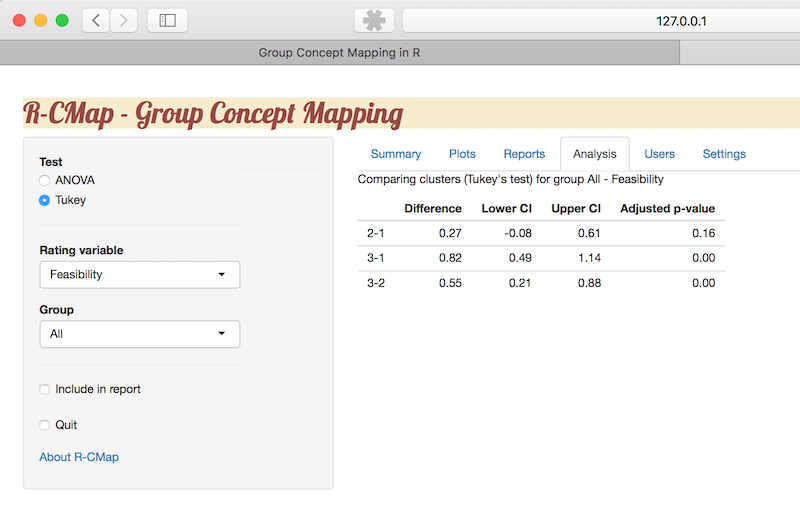 127.0.0.1
Group Concept Mapping in R
R-CMap - Group Concept Mapping
Test
ANOVA
Tukey
Rating variable
Feasibility
Group
All
Include in report
Quit
About R-CMap
Summary Plots Reports Analysis Users Settings
Comparing clusters (Tukey's test) for group All - Feasibility
Difference Lower CI Upper CI Adjusted p-value
2-1 0.27 -0.08 0.61 0.16
3-1 0.82 0.49 1.14 0.00
3-2 0.55 0.21 0.88 0.00